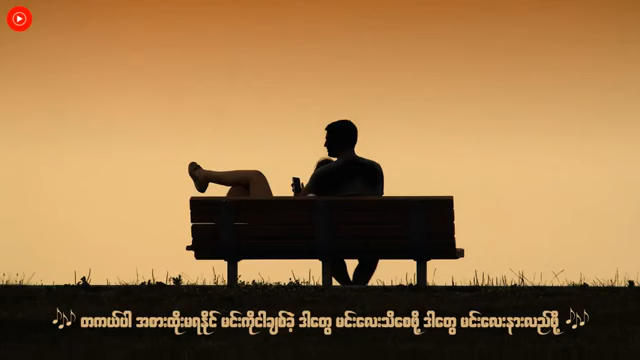 တကယ်ပါ အစားထိုးမရနိုင် မင်းကိုငါချစ်ခဲ့ ဒါတွေ မင်းလေးသိစေဖို့ ဒါတွေ မင်းလေးနားလည်ဖို့